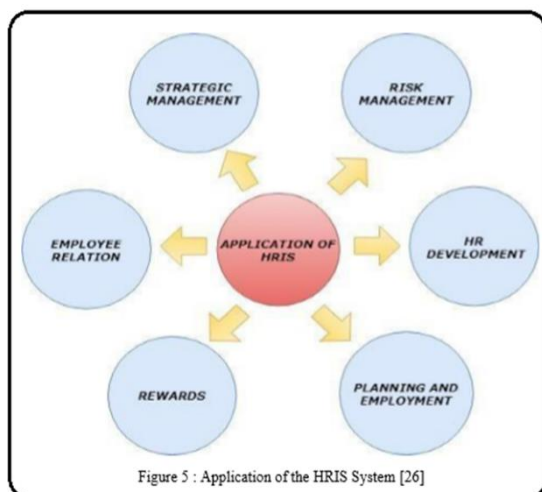 STRATEGIC
MANAGEMENT
RISK
MANAGEMENT
EMPLOYEE
RELATION
APPLICATION OF
HRIS
HR
DEVELOPMENT
REWARDS
PLANNING AND
EMPLOYMENT
Figure 5 : Application of the HRIS System [26]